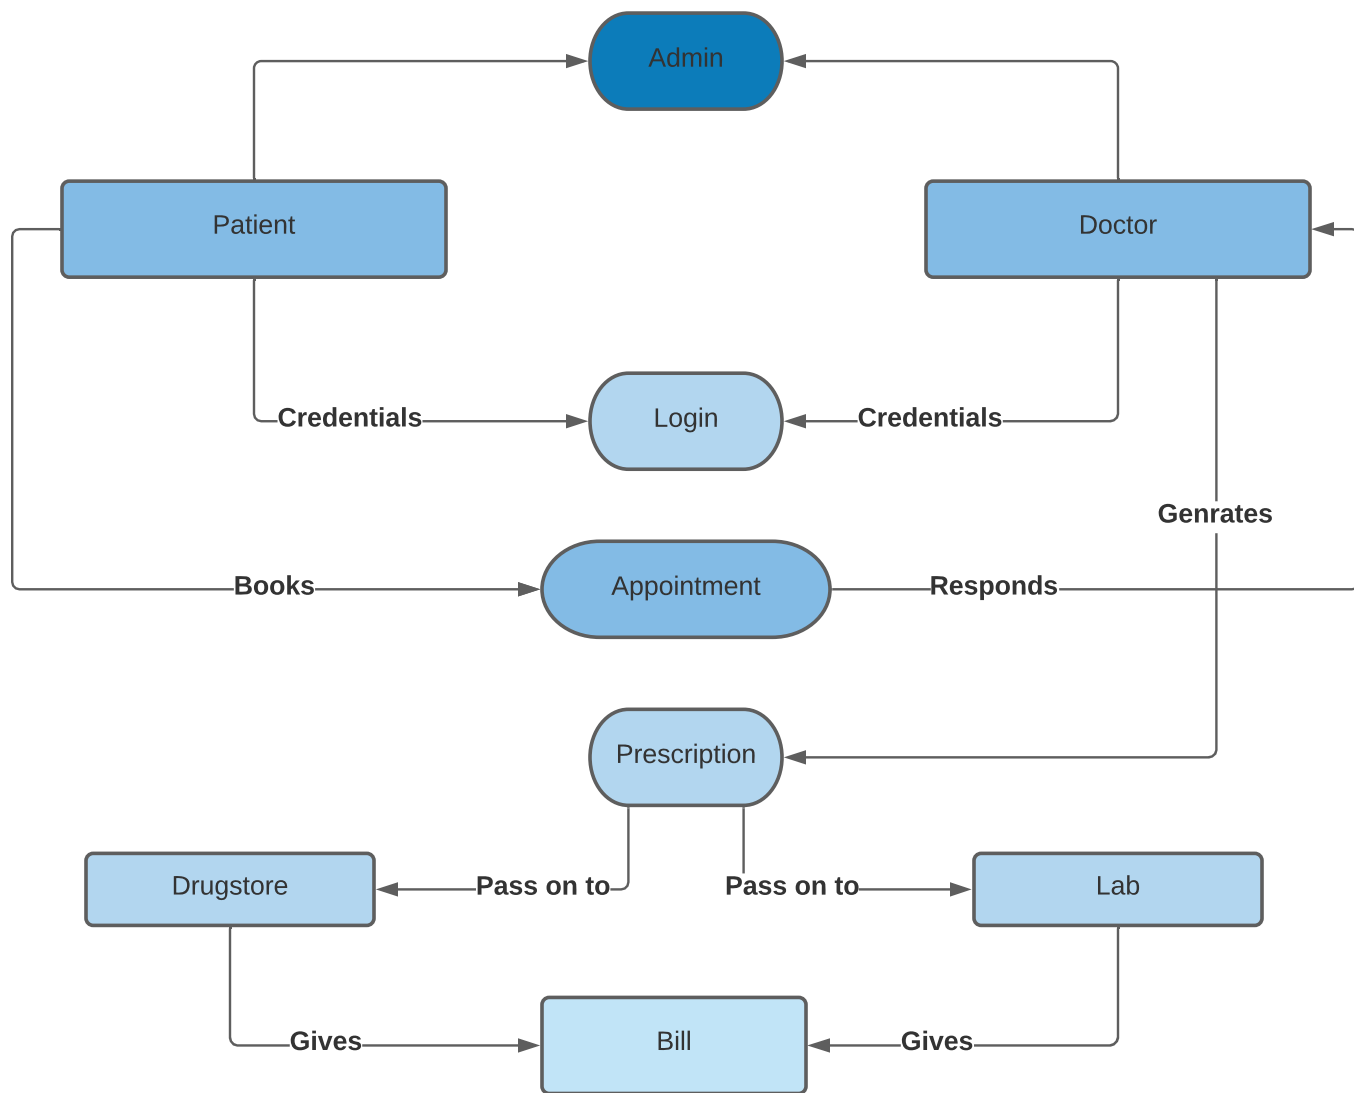 Admin
Patient
Doctor
Credentials
Login
Credentials
Genrates
Books
Appointment
Responds
Prescription
Drugstore
Pass on to
Pass on to
Lab
Gives
Bill
Gives